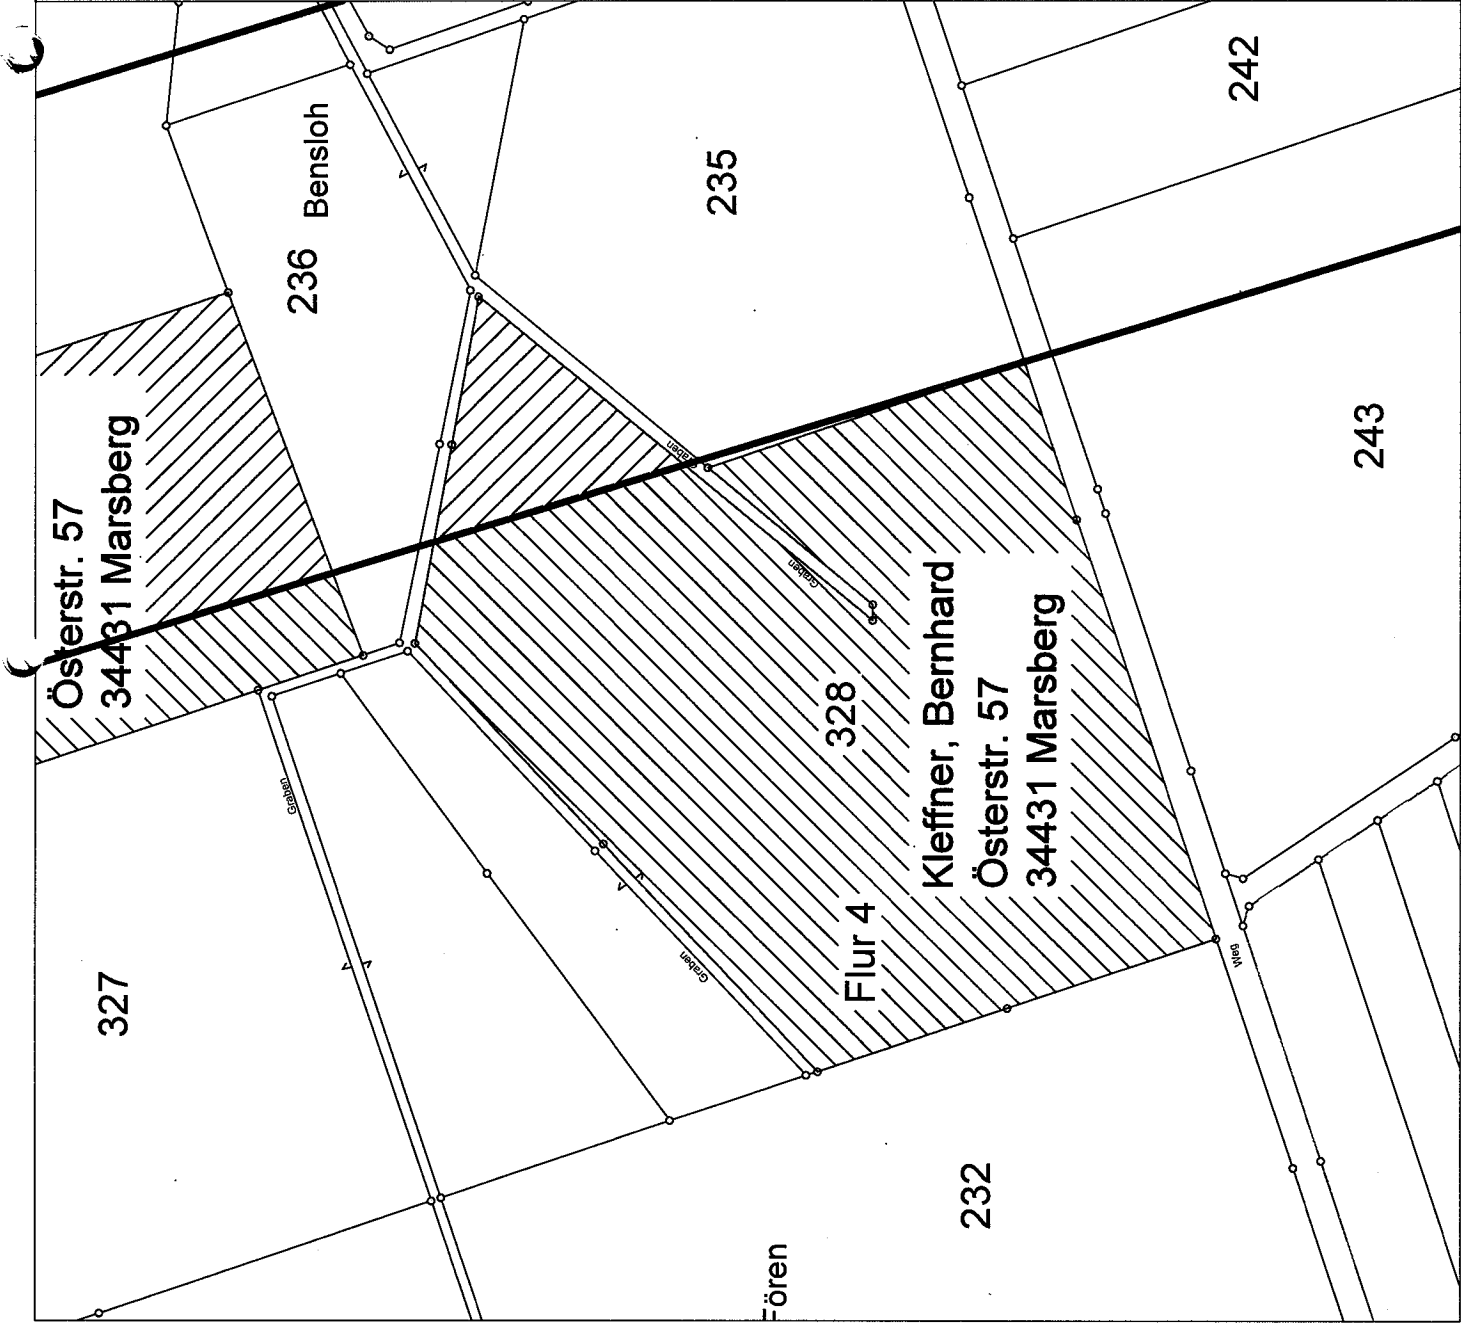 Österstr. 57
34431 Marsberg
Bensloh
236
235
242
243
Graben
Graben
Graben
Graben
327
328
Kleffner, Bernhard
Österstr. 57
34431 Marsberg
Flur 4
Weg
232
Fören